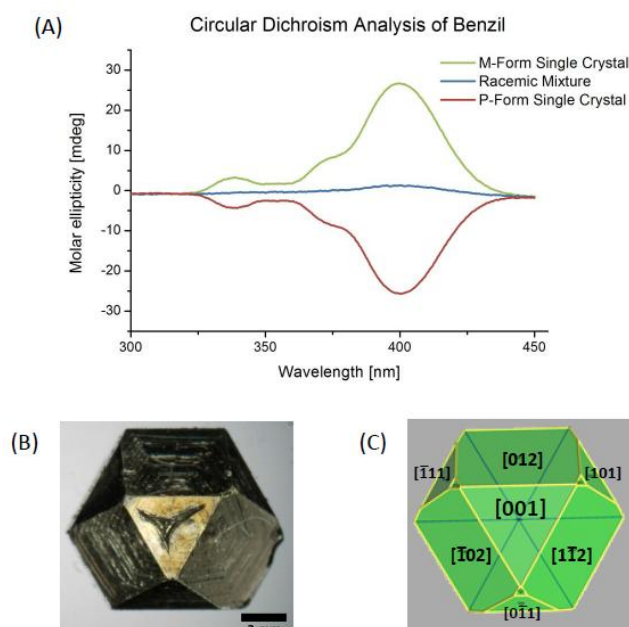 (A)
Circular Dichroism Analysis of Benzil
M-Form Single Crystal
Racemic Mixture
P-Form Single Crystal
Molar ellipticity [mdeg]
30
20
10
0
-10
-20
-30
300
350
400
450
Wavelength [nm]
(B)
(C)
[012]
[1̄11]
[101]
[001]
[1̄02]
[11̄2]
[01̄1]